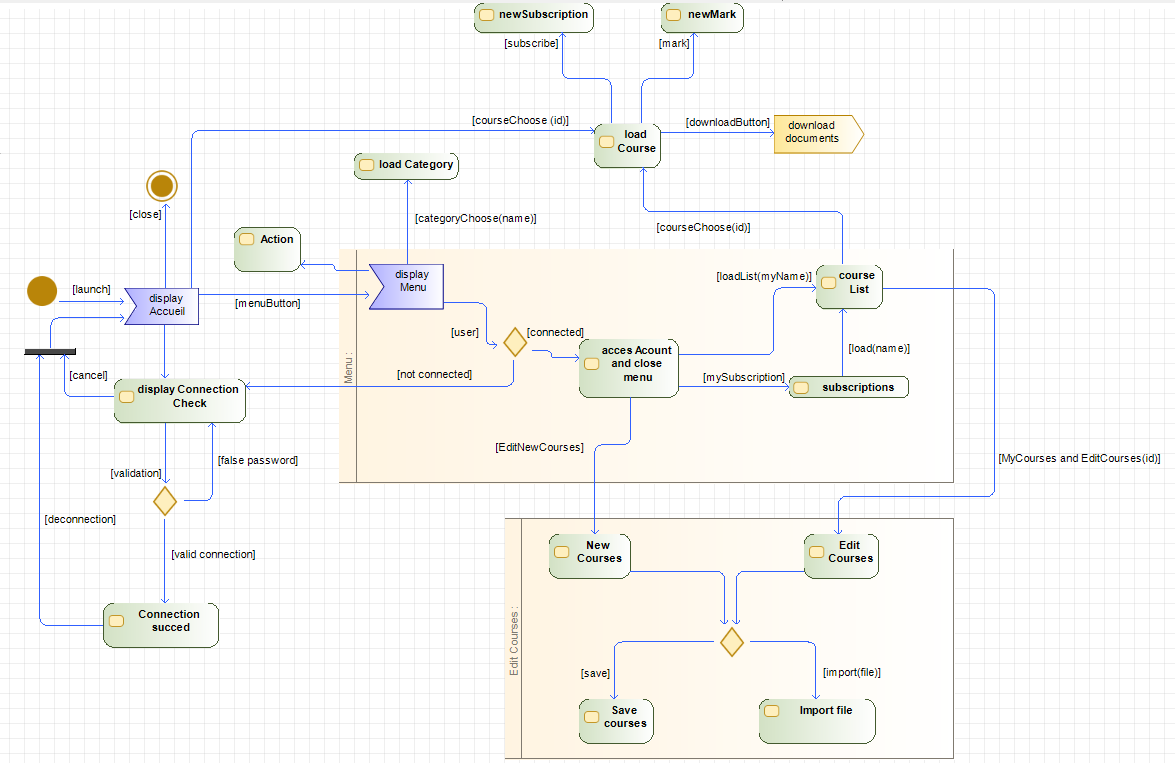 newSubscription
newMark
[subscribe]
[mark]
[courseChoose (id)]
load
Course
[downloadButton]
download
documents
load Category
[close]
[categoryChoose(name)]
[courseChoose(id)]
Action
display
Menu
[loadList(myName)]
course
List
[launch]
display
Accueil
[menuButton]
[user]
[connected]
acces Acount
and close
menu
[load(name)]
Menu :
[cancel]
[not connected]
[mySubscription]
subscriptions
display Connection
Check
[EditNewCourses]
[false password]
[MyCourses and EditCourses(id)]
[validation]
[deconnection]
[valid connection]
New
Courses
Edit
Courses
Connection
succed
Edit Courses :
[save]
[import(file)]
Save
courses
Import file